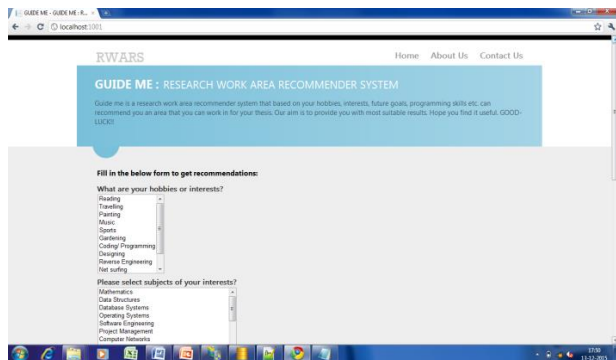 GUIDE ME - GUIDE ME : R...
localhost:1001
RWARS
Home About Us Contact Us
GUIDE ME : RESEARCH WORK AREA RECOMMENDER SYSTEM
Guide me is a research work area recommender system that based on your hobbies, interests, future goals, programming skills etc. can
recommend you an area that you can work in for your thesis. Our aim is to provide you with most suitable results. Hope you find it useful. GOOD-
LUCK!!
Fill in the below form to get recommendations:
What are your hobbies or interests?
Reading
Travelling
Painting
Music
Sports
Gardening
Coding/ Programming
Designing
Reverse Engineering
Net surfing
Please select subjects of your interests?
Mathematics
Data Structures
Database Systems
Operating Systems
Software Engineering
Project Management
Computer Networks
17:50
11-12-2015